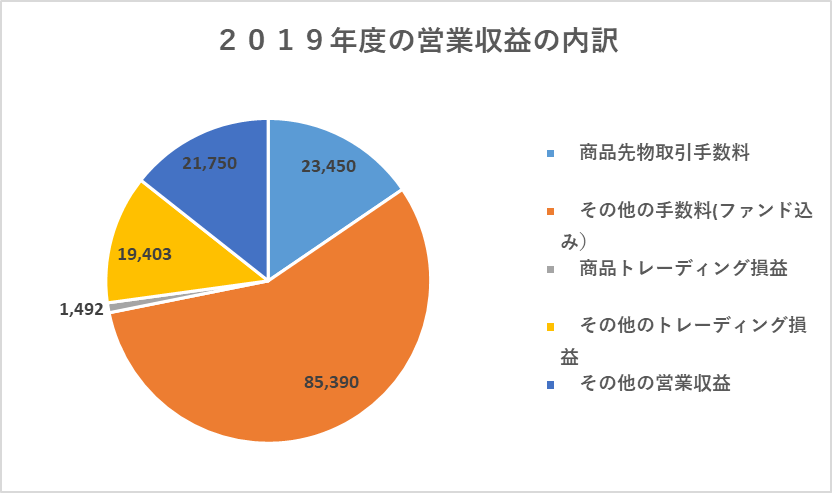 ２０１９年度の営業収益の内訳
21,750
23,450
19,403
1,492
85,390
商品先物取引手数料
その他の手数料(ファンド込
み）
商品トレーディング損益
その他のトレーディング損
益
その他の営業収益